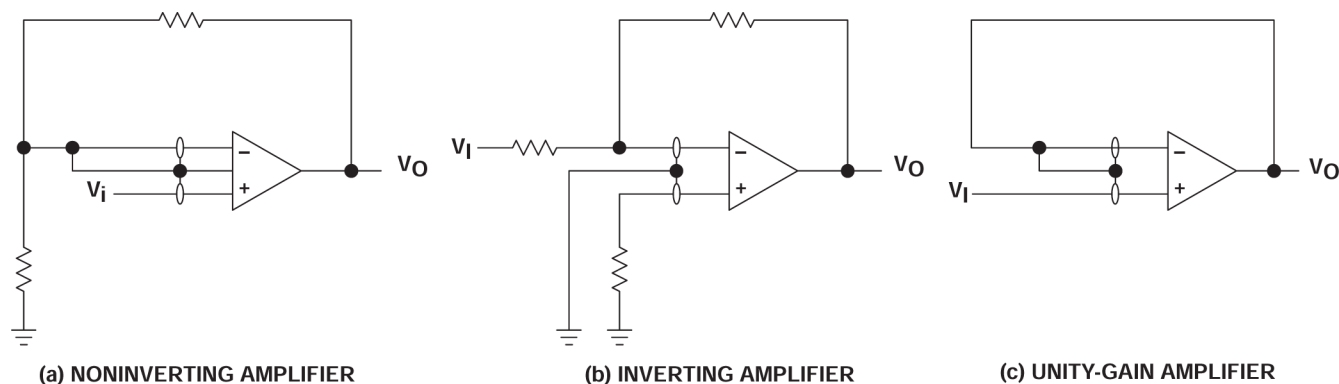 −
+
Vi
VO
(a) NONINVERTING AMPLIFIER
VI
−
+
VO
(b) INVERTING AMPLIFIER
−
+
VI
VO
(c) UNITY-GAIN AMPLIFIER